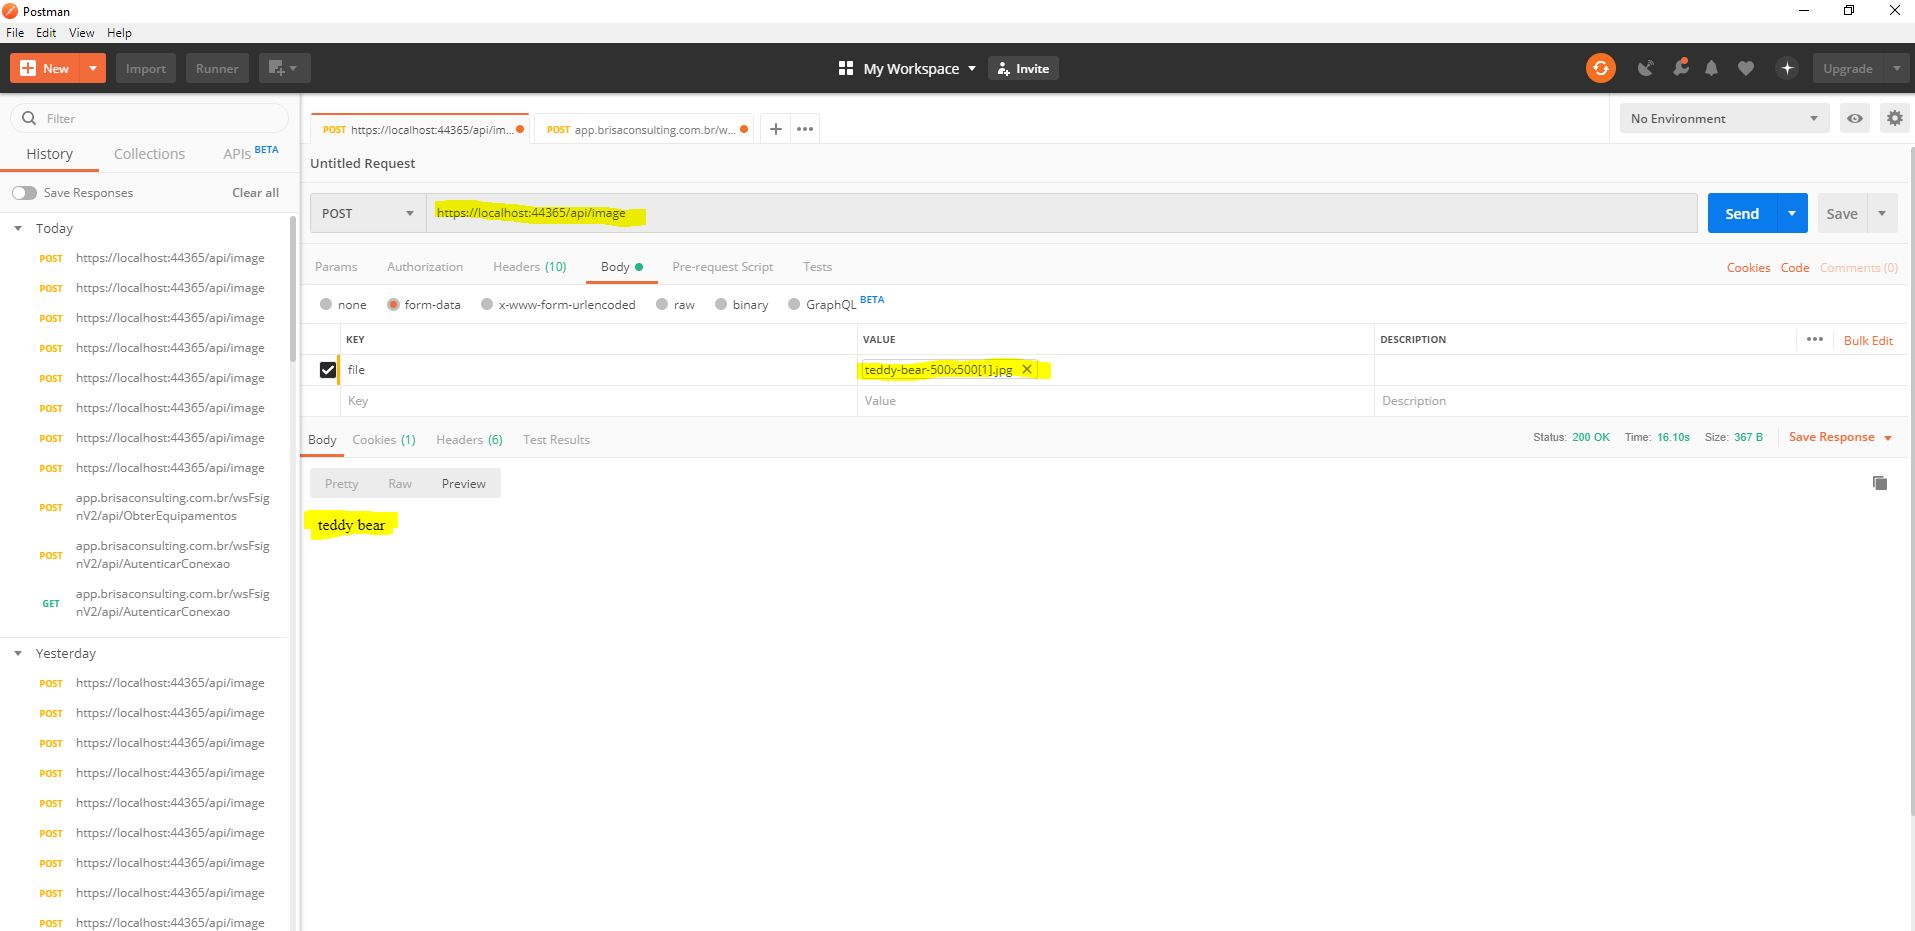 Postman
File Edit View Help
New Import Runner My Workspace Invite Upgrade
Filter
History Collections APIs BETA
Save Responses Clear all
Today
POST https://localhost:44365/api/image
POST https://localhost:44365/api/image
POST https://localhost:44365/api/image
POST https://localhost:44365/api/image
POST https://localhost:44365/api/image
POST https://localhost:44365/api/image
POST https://localhost:44365/api/image
POST https://localhost:44365/api/image
POST app.brisaconsulting.com.br/wsFsig
nV2/api/ObterEquipamentos
POST app.brisaconsulting.com.br/wsFsig
nV2/api/AutenticarConexao
GET app.brisaconsulting.com.br/wsFsig
nV2/api/AutenticarConexao
Yesterday
POST https://localhost:44365/api/image
POST https://localhost:44365/api/image
POST https://localhost:44365/api/image
POST https://localhost:44365/api/image
POST https://localhost:44365/api/image
POST https://localhost:44365/api/image
POST https://localhost:44365/api/image
POST https://localhost:44365/api/image
POST https://localhost:44365/api/image
POST https://localhost:44365/api/im... POST app.brisaconsulting.com.br/w... No Environment
Untitled Request
POST https://localhost:44365/api/image Send Save
Params Authorization Headers (10) Body Pre-request Script Tests Cookies Code Comments (0)
none form-data x-www-form-urlencoded raw binary GraphQL BETA
KEY VALUE DESCRIPTION Bulk Edit
file teddy-bear-500x500[1].jpg
Key Value Description
Body Cookies (1) Headers (6) Test Results Status: 200 OK Time: 16.10s Size: 367 B Save Response
Pretty Raw Preview
teddy bear